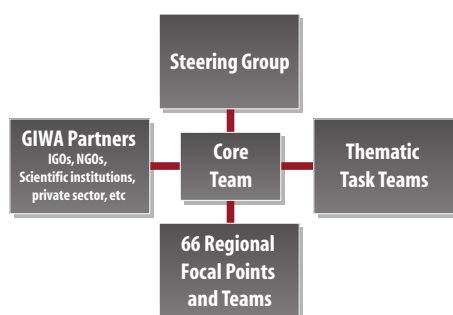 Steering Group
GIWA Partners
IGOs, NGOs,
Scientific institutions,
private sector, etc
Core
Team
Thematic
Task Teams
66 Regional
Focal Points
and Teams